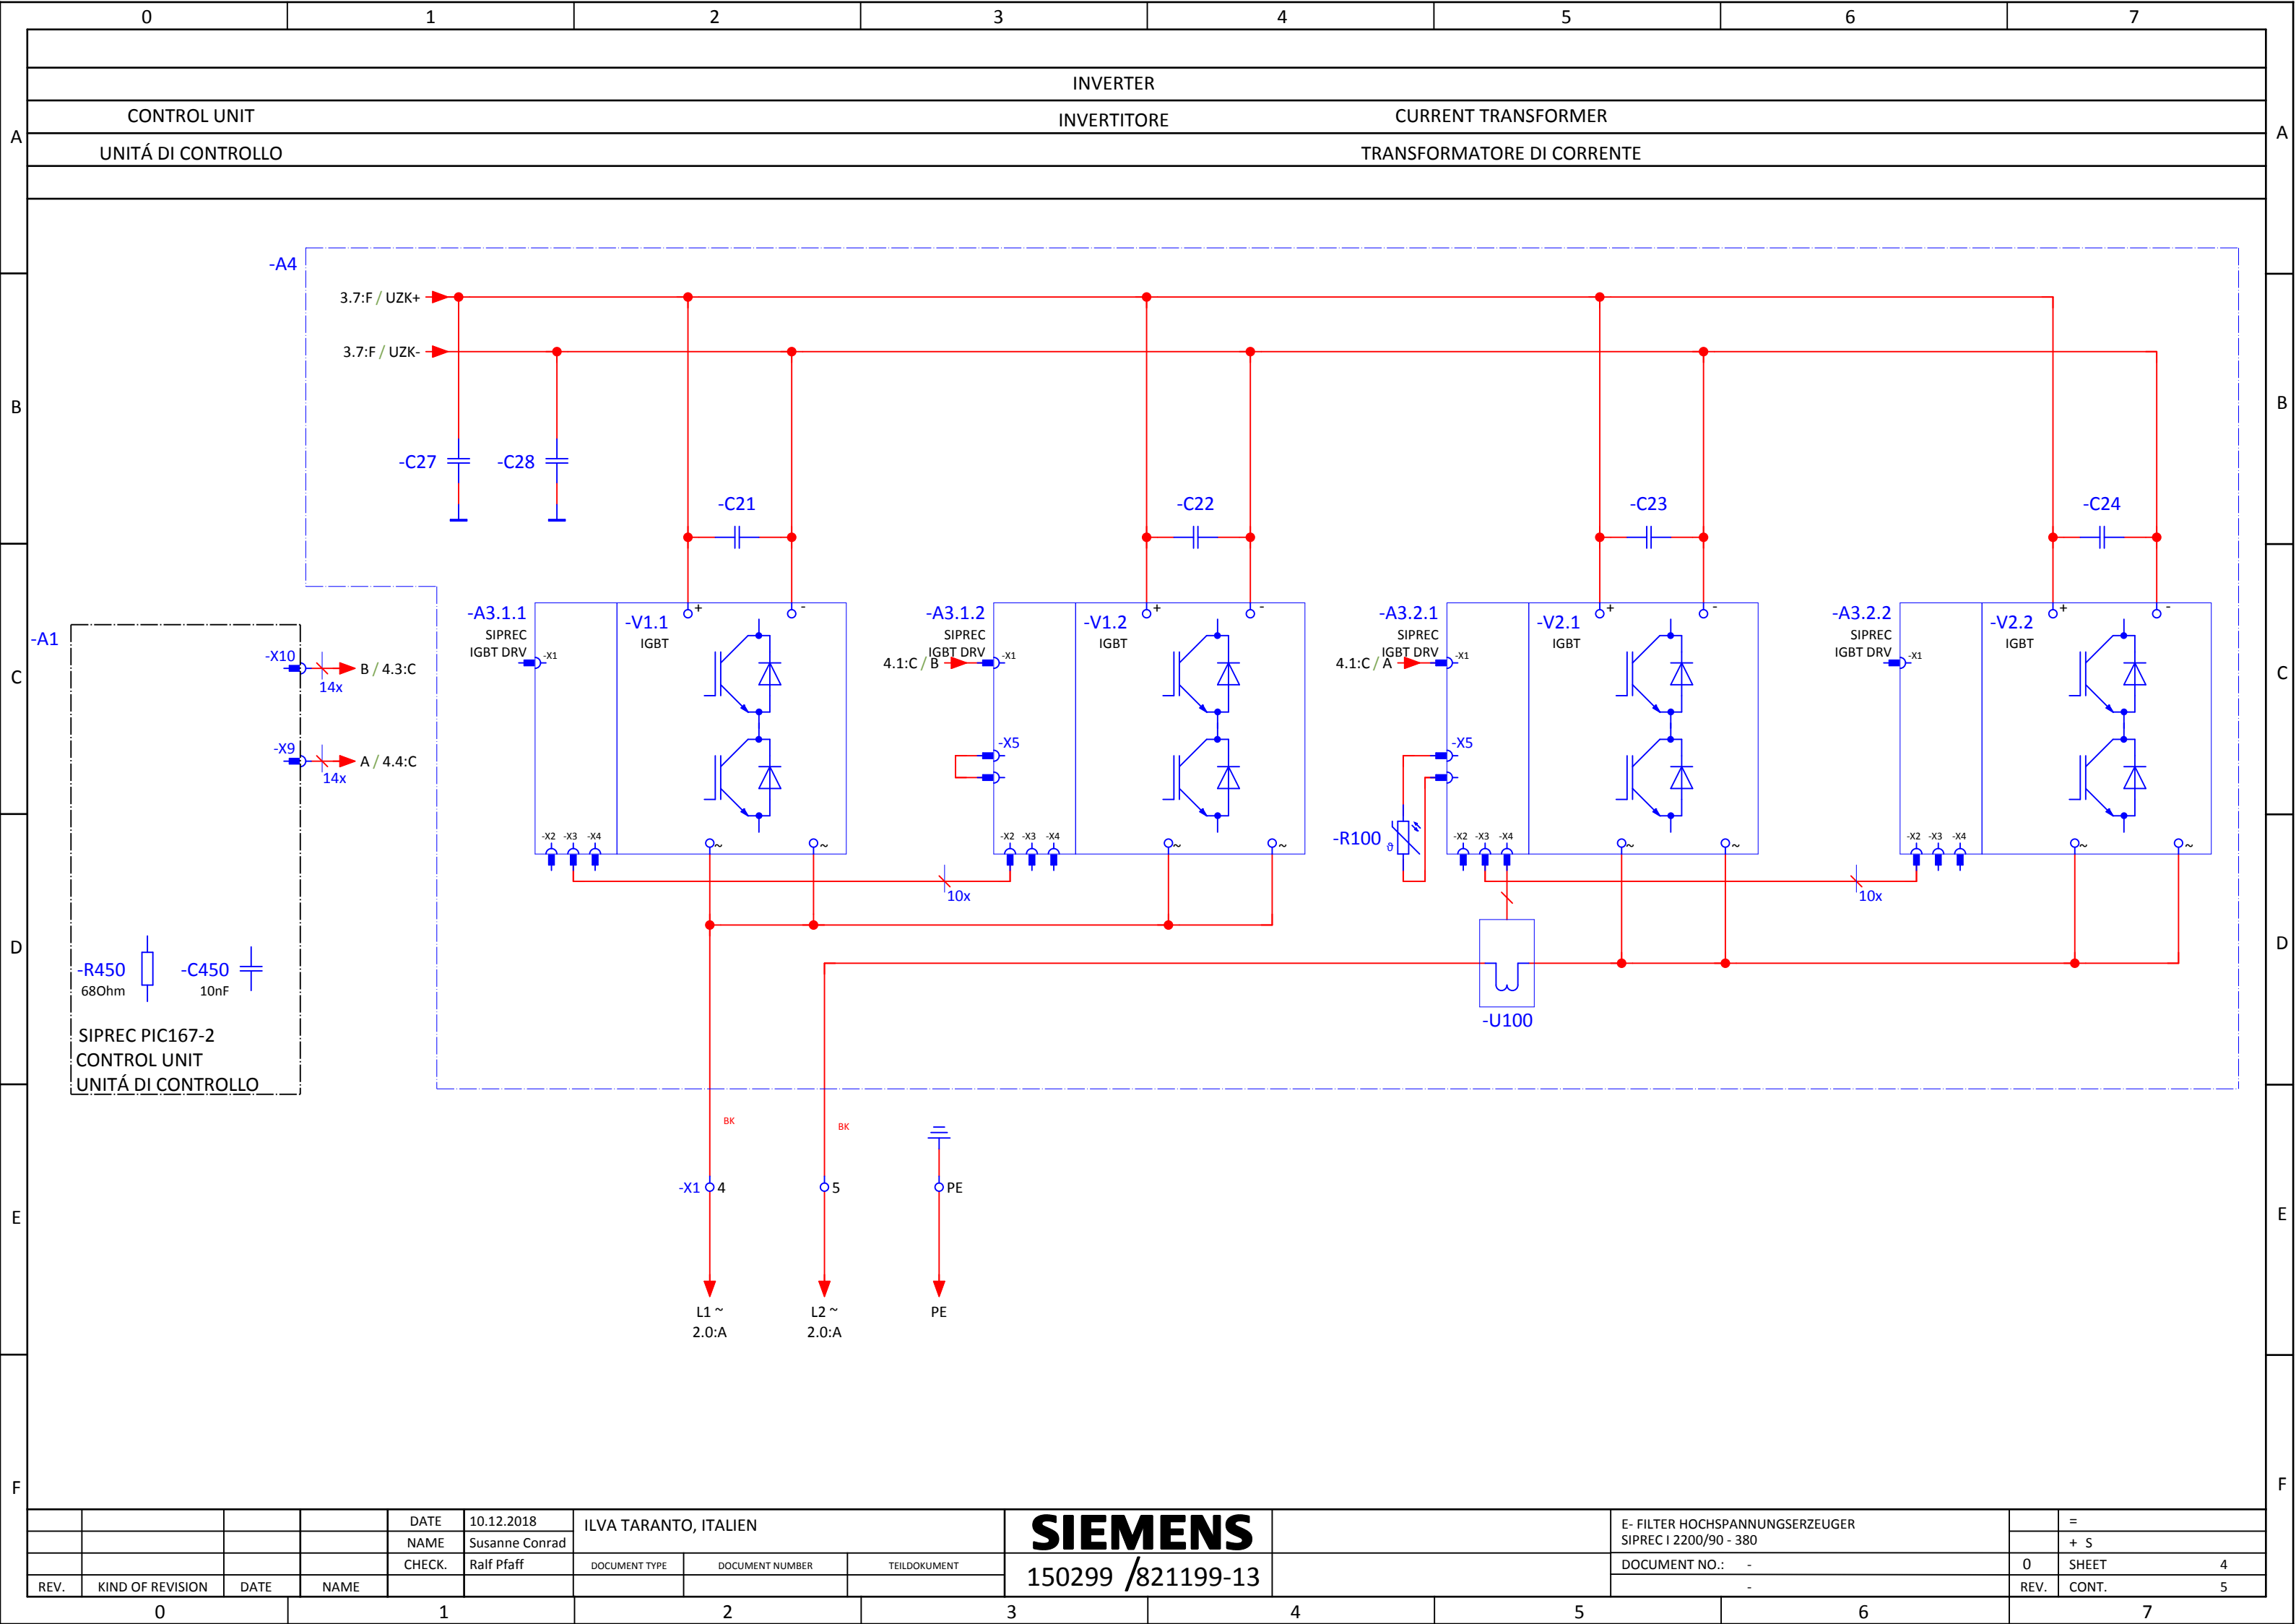 0 1 2 3 4 5 6 7
INVERTER
CONTROL UNIT
INVERTITORE
CURRENT TRANSFORMER
A
A
UNITÁ DI CONTROLLO
TRANSFORMATORE DI CORRENTE
-A4
3.7:F / UZK+
3.7:F / UZK-
B
B
-C27
-C28
-C21
-C22
-C23
-C24
-A1
-X10
B / 4.3:C
14x
-X9
A / 4.4:C
14x
C
C
-A3.1.1
SIPREC
IGBT DRV
-X1
-V1.1
IGBT
+
-
-X2 -X3 -X4
~
~
-A3.1.2
SIPREC
IGBT DRV
4.1:C / B
-X1
-X5
-V1.2
IGBT
+
-
-X2 -X3 -X4
~
~
-A3.2.1
SIPREC
IGBT DRV
4.1:C / A
-X1
-X5
-R100
ϑ
-V2.1
IGBT
+
-
-X2 -X3 -X4
~
~
-A3.2.2
SIPREC
IGBT DRV
-X1
-V2.2
IGBT
+
-
-X2 -X3 -X4
~
~
10x
10x
D
D
-R450
68Ohm
-C450
10nF
-U100
SIPREC PIC167-2
CONTROL UNIT
UNITÁ DI CONTROLLO
BK
BK
-X1 4
5
PE
E
E
L1 ~
2.0:A
L2 ~
2.0:A
PE
F
F
REV. KIND OF REVISION DATE NAME
DATE 10.12.2018
NAME Susanne Conrad
CHECK. Ralf Pfaff
ILVA TARANTO, ITALIEN
DOCUMENT TYPE DOCUMENT NUMBER TEILDOKUMENT
SIEMENS
150299 /821199-13
E- FILTER HOCHSPANNUNGSERZEUGER
SIPREC I 2200/90 - 380
DOCUMENT NO.: -
-
=
+ S
0 SHEET 4
REV. CONT. 5
0 1 2 3 4 5 6 7